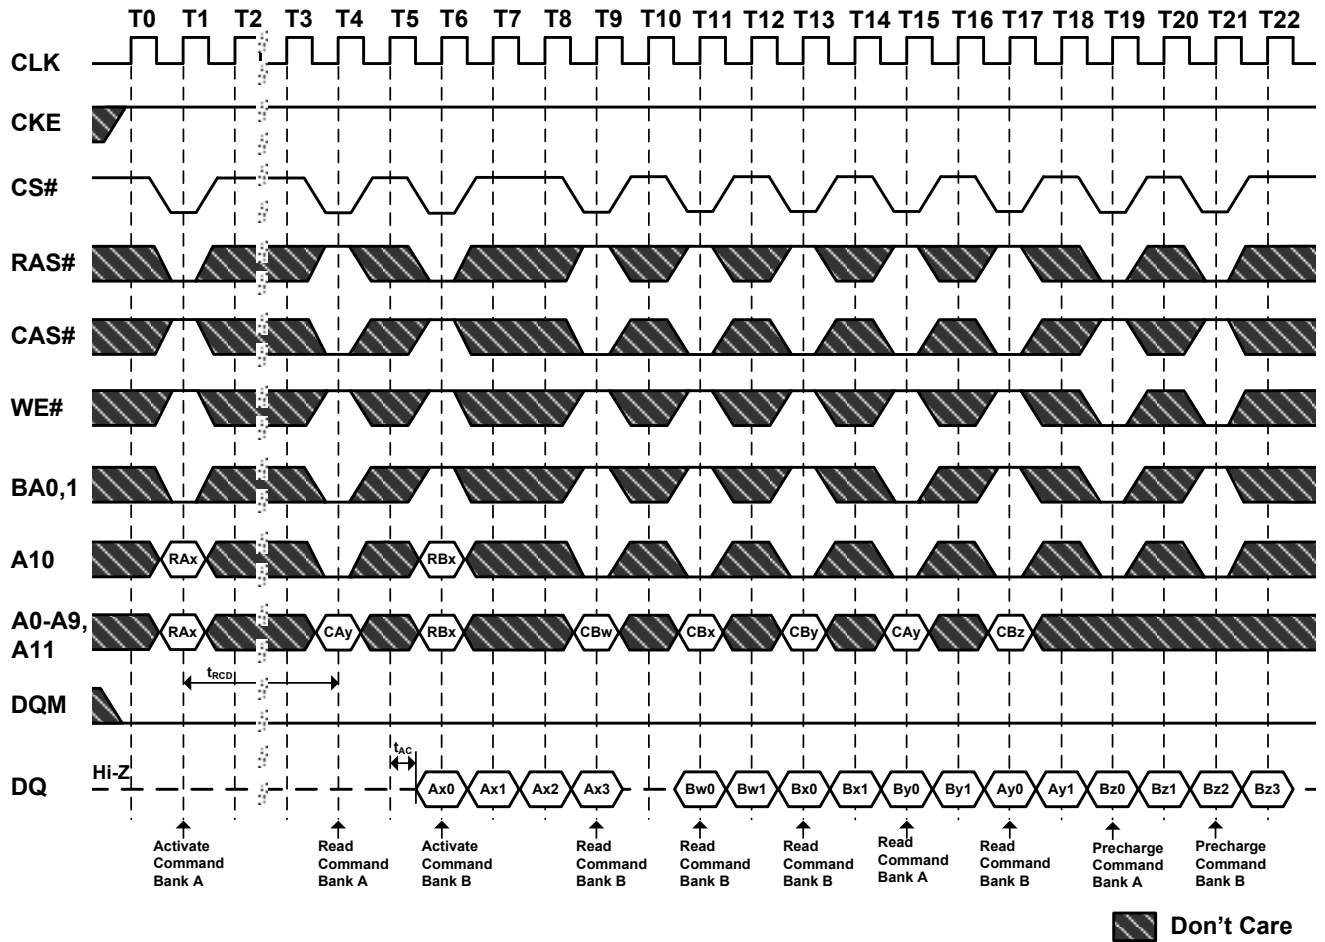 T0 T1 T2 T3 T4 T5 T6 T7 T8 T9 T10 T11 T12 T13 T14 T15 T16 T17 T18 T19 T20 T21 T22
CLK
CKE
CS#
RAS#
CAS#
WE#
BA0,1
A10
RAx RBx
A0-A9,
A11
RAx CAy RBx CBw CBx CBy CAy CBz
tRCD
DQM
tAC
Hi-Z
DQ
Ax0 Ax1 Ax2 Ax3 Bw0 Bw1 Bx0 Bx1 By0 By1 Ay0 Ay1 Bz0 Bz1 Bz2 Bz3
Activate
Command
Bank A
Read
Command
Bank A
Activate
Command
Bank B
Read
Command
Bank B
Read
Command
Bank B
Read
Command
Bank B
Read
Command
Bank A
Read
Command
Bank B
Precharge
Command
Bank A
Precharge
Command
Bank B
Don't Care